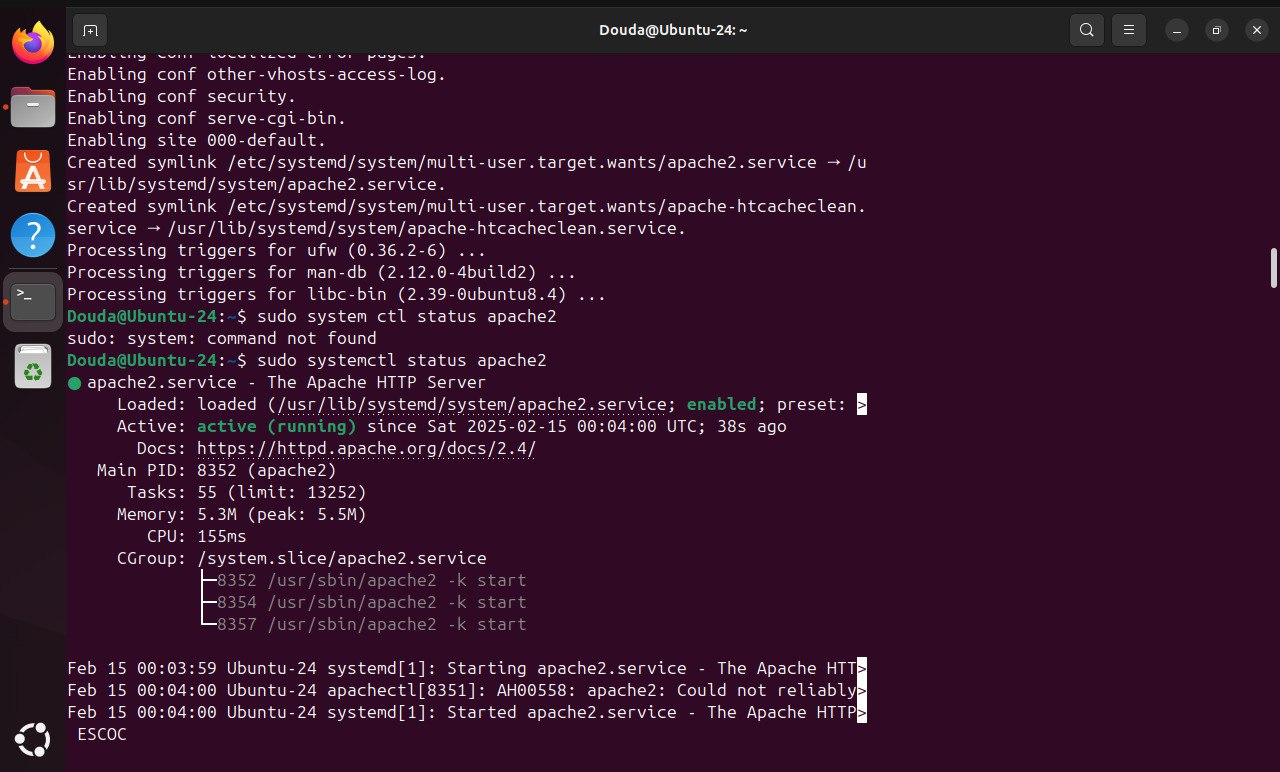 Douda@Ubuntu-24: ~
Enabling conf localized-error-pages.
Enabling conf other-vhosts-access-log.
Enabling conf security.
Enabling conf serve-cgi-bin.
Enabling site 000-default.
Created symlink /etc/systemd/system/multi-user.target.wants/apache2.service → /u
sr/lib/systemd/system/apache2.service.
Created symlink /etc/systemd/system/multi-user.target.wants/apache-htcacheclean.
service → /usr/lib/systemd/system/apache-htcacheclean.service.
Processing triggers for ufw (0.36.2-6) ...
Processing triggers for man-db (2.12.0-4build2) ...
Processing triggers for libc-bin (2.39-0ubuntu8.4) ...
Douda@Ubuntu-24:~$ sudo system ctl status apache2
sudo: system: command not found
Douda@Ubuntu-24:~$ sudo systemctl status apache2
● apache2.service - The Apache HTTP Server
     Loaded: loaded (/usr/lib/systemd/system/apache2.service; enabled; preset: >
     Active: active (running) since Sat 2025-02-15 00:04:00 UTC; 38s ago
       Docs: https://httpd.apache.org/docs/2.4/
   Main PID: 8352 (apache2)
      Tasks: 55 (limit: 13252)
     Memory: 5.3M (peak: 5.5M)
        CPU: 155ms
     CGroup: /system.slice/apache2.service
             ├─8352 /usr/sbin/apache2 -k start
             ├─8354 /usr/sbin/apache2 -k start
             └─8357 /usr/sbin/apache2 -k start
Feb 15 00:03:59 Ubuntu-24 systemd[1]: Starting apache2.service - The Apache HTT>
Feb 15 00:04:00 Ubuntu-24 apachectl[8351]: AH00558: apache2: Could not reliably>
Feb 15 00:04:00 Ubuntu-24 systemd[1]: Started apache2.service - The Apache HTTP>
 ESCOC